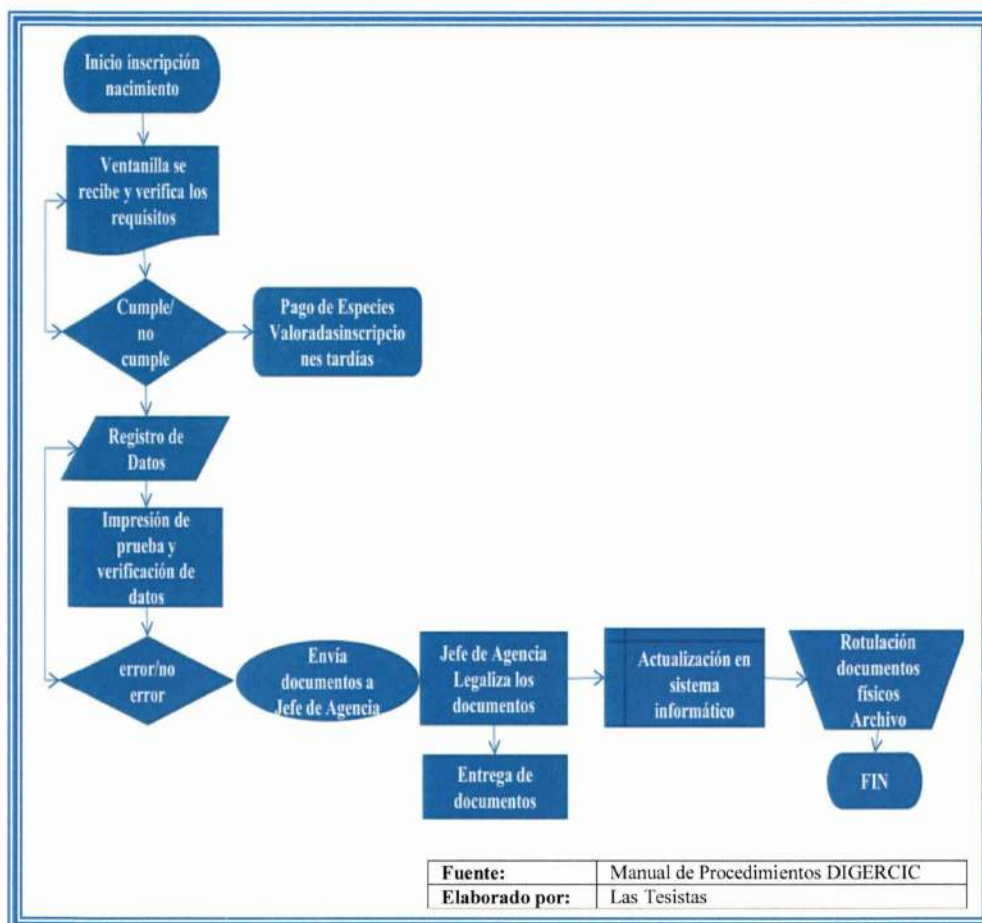 Inicio inscripción
nacimiento
Ventanilla se
recibe y verifica los
requisitos
Cumple/
no
cumple
Pago de Especies
Valoradasinscripcio
nes tardías
Registro de
Datos
Impresión de
prueba y
verificación de
datos
error/no
error
Envía
documentos a
Jefe de Agencia
Jefe de Agencia
Legaliza los
documentos
Actualización en
sistema
informático
Rotulación
documentos
físicos
Archivo
Entrega de
documentos
FIN
Fuente: Manual de Procedimientos DIGERCIC
Elaborado por: Las Tesistas